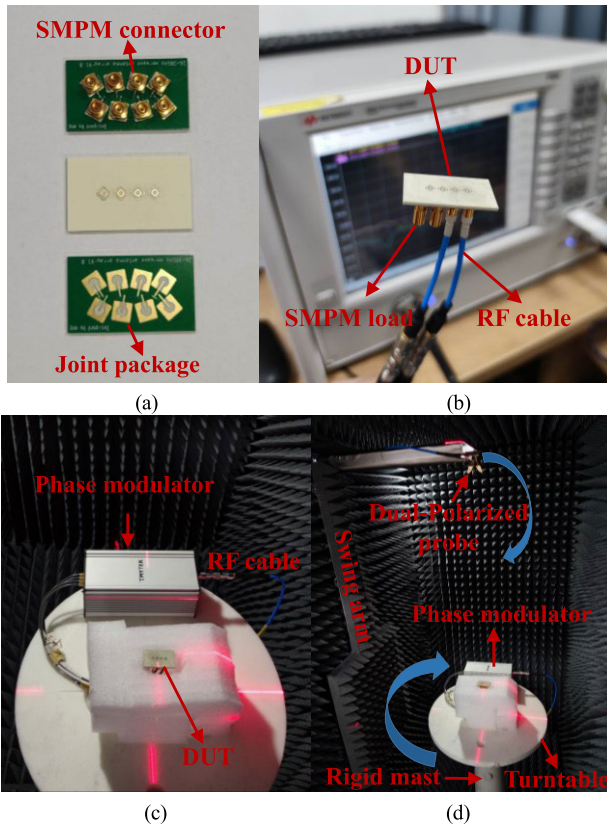 SMPM connector
Joint package
(a)
DUT
SMPM load
RF cable
(b)
Phase modulator
RF cable
DUT
(c)
Dual-Polarized
probe
Swing arm
Phase modulator
Rigid mast
Turntable
(d)